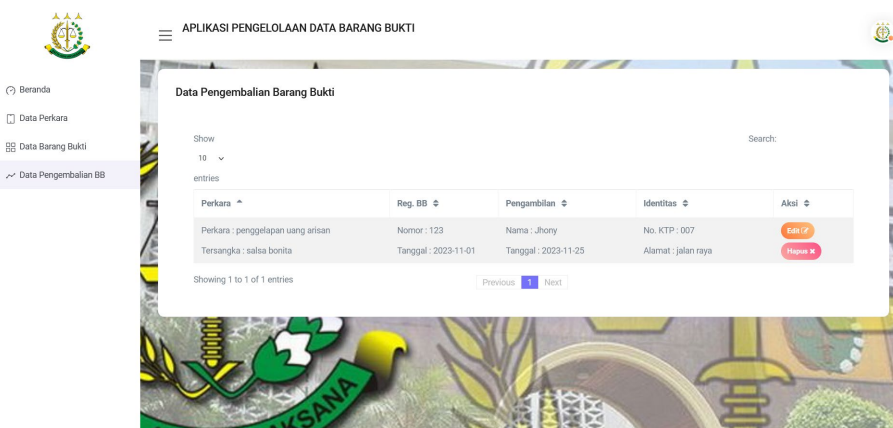 APLIKASI PENGELOLAAN DATA BARANG BUKTI
Beranda
Data Perkara
Data Barang Bukti
Data Pengembalian BB
Data Pengembalian Barang Bukti
Show
10
entries
Search:
Perkara Reg. BB Pengambilan Identitas Aksi
Perkara : penggelapan uang arisan Nomor : 123 Nama : Jhony No. KTP : 007 Edit
Tersangka : salsa bonita Tanggal : 2023-11-01 Tanggal : 2023-11-25 Alamat : jalan raya Hapus
Showing 1 to 1 of 1 entries
Previous 1 Next